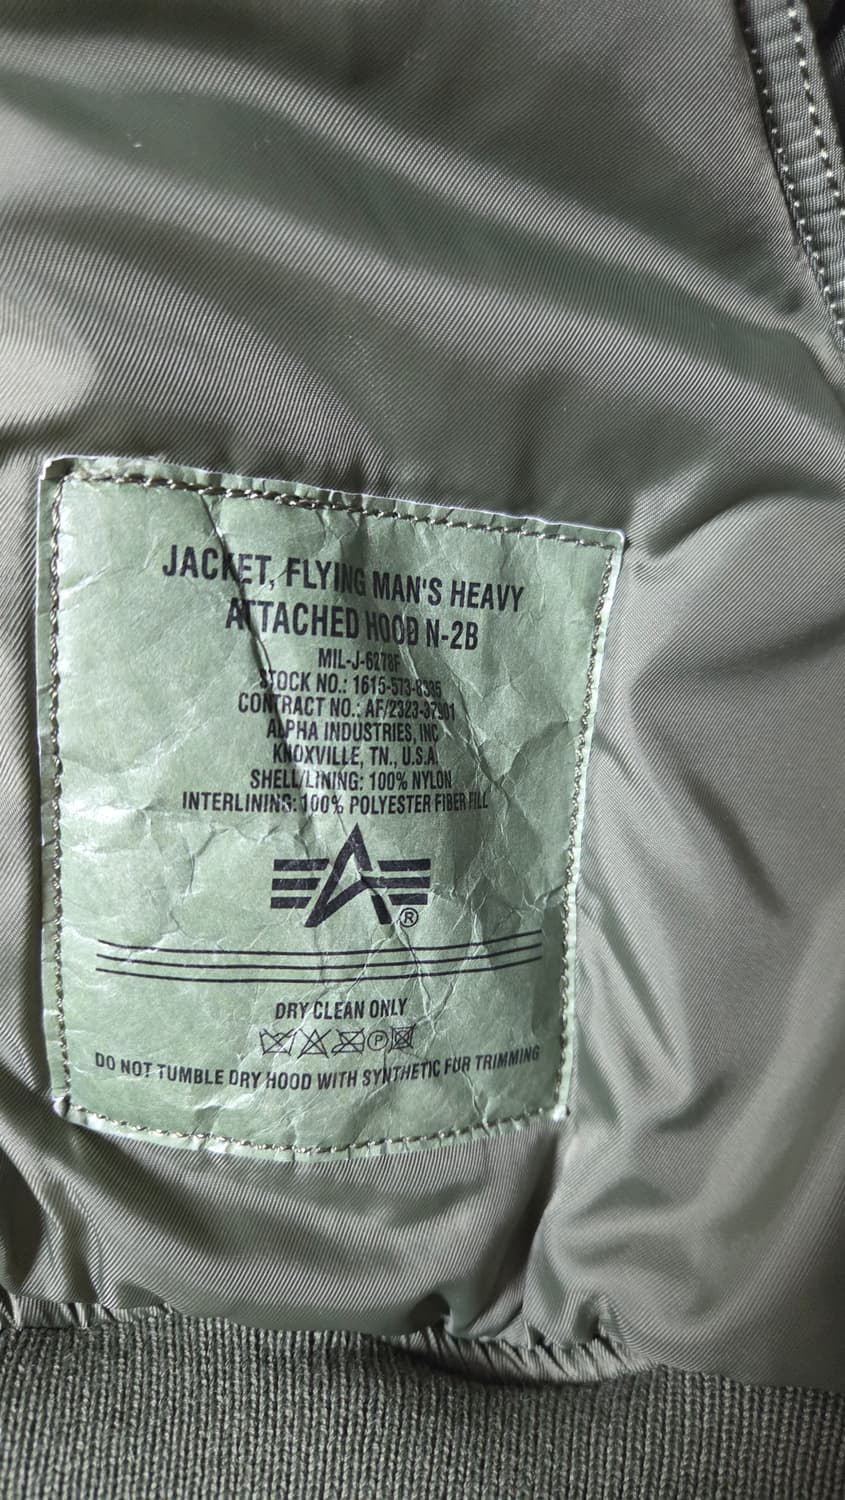 JACKET, FLYING MAN'S HEAVY
ATTACHED HOOD N-2B
MIL-J-6278F
STOCK NO.: 1615-573-8385
CONTRACT NO.: AF/2323-37901
ALPHA INDUSTRIES, INC
KNOXVILLE, TN., U.S.A.
SHELL/LINING: 100% NYLON
INTERLINING: 100% POLYESTER FIBER FILL
®
DRY CLEAN ONLY
P
DO NOT TUMBLE DRY HOOD WITH SYNTHETIC FUR TRIMMING